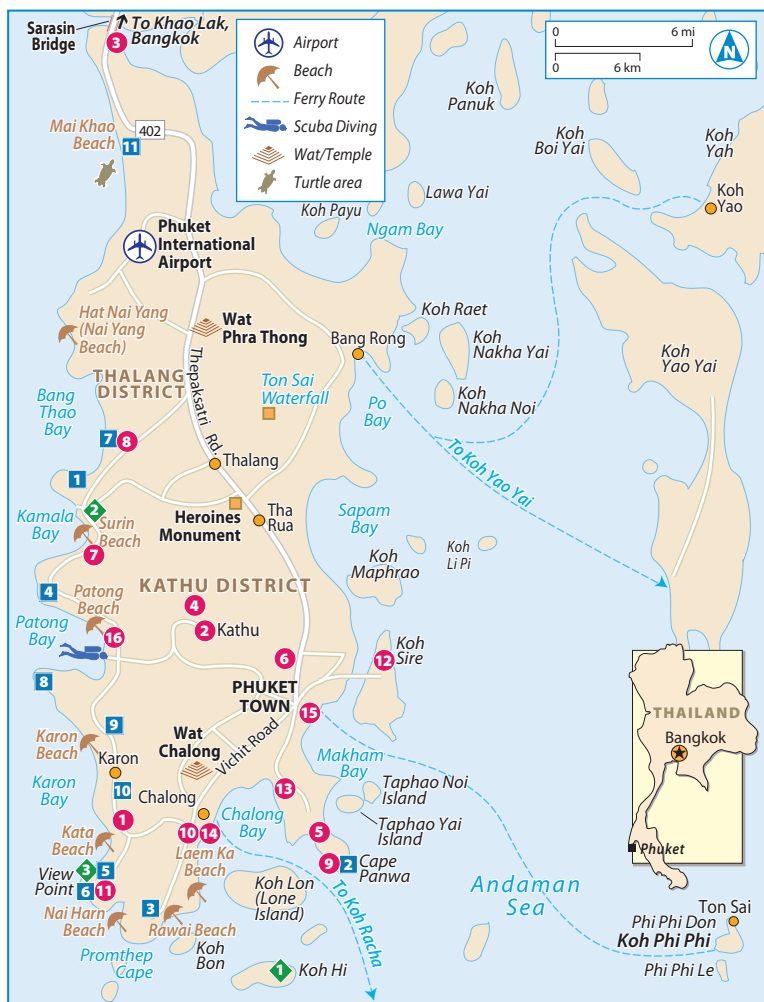 Sarasin
Bridge
To Khao Lak,
Bangkok
3
Airport
Beach
Ferry Route
Scuba Diving
Wat/Temple
Turtle area
0
6 mi
0
6 km
N
Mai Khao
Beach
11
402
Koh
Panuk
Koh
Boi Yai
Koh
Yah
Koh
Yao
Lawa Yai
Koh Payu
Ngam Bay
Phuket
International
Airport
Hat Nai Yang
(Nai Yang
Beach)
Wat
Phra Thong
Koh Raet
Bang Rong
Koh
Nakha Yai
Koh
Nakha Noi
Koh
Yao Yai
THALANG
DISTRICT
Thepaksatri Rd.
Ton Sai
Waterfall
Bang
Thao
Bay
Po
Bay
7
8
To Koh Yao Yai
1
Thalang
2
Kamala
Bay
Surin
Beach
7
Heroines
Monument
Tha
Rua
Sapam
Bay
Koh
Maphrao
Koh
Li Pi
KATHU DISTRICT
4
Patong
Beach
4
2
Kathu
Patong
Bay
16
6
12
Koh
Sire
8
PHUKET
TOWN
15
9
Karon
Beach
Karon
Wat
Chalong
Vichit Road
Makham
Bay
Karon
Bay
10
Chalong
13
Taphao Noi
Island
Taphao Yai
Island
Chalong
Bay
1
10
14
5
Kata
Beach
Laem Ka
Beach
9
2
Cape
Panwa
View
Point
3
5
6
11
Koh Lon
(Lone
Island)
To Koh Racha
Nai Harn
Beach
3
Rawai Beach
Koh
Bon
Promthep
Cape
1
Koh Hi
Andaman
Sea
THAILAND
Bangkok
Phuket
Ton Sai
Phi Phi Don
Koh Phi Phi
Phi Phi Le